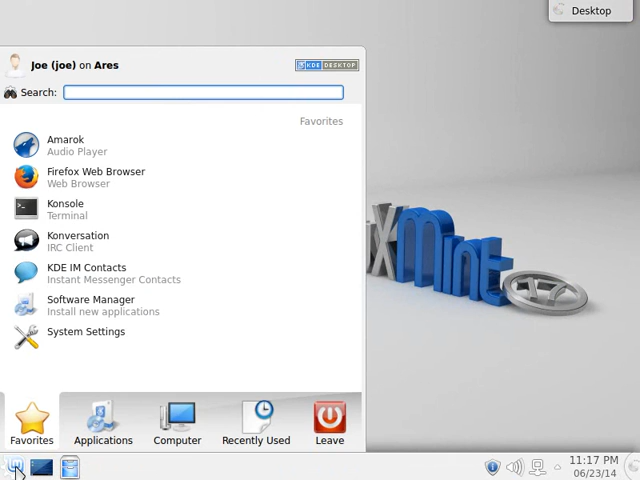 Desktop
Joe (joe) on Ares
KDE DESKTOP
Search:
Favorites
Amarok
Audio Player
Firefox Web Browser
Web Browser
Konsole
Terminal
Konversation
IRC Client
KDE IM Contacts
Instant Messenger Contacts
Software Manager
Install new applications
System Settings
X Mint 17
Favorites Applications Computer Recently Used Leave
11:17 PM
06/23/14